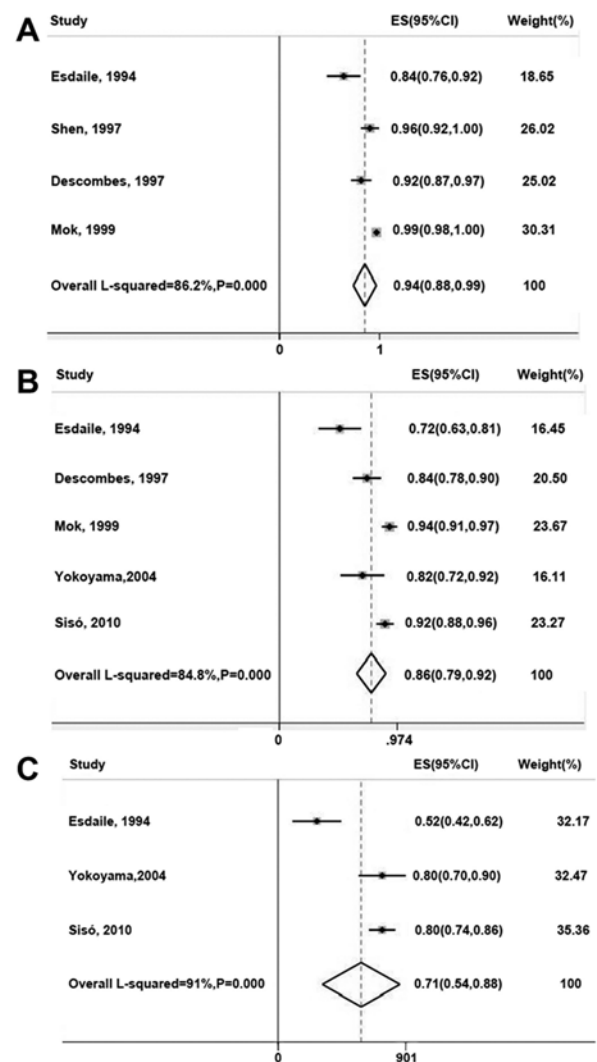 A
Study ES(95%CI) Weight(%)
Esdaile, 1994 0.84(0.76,0.92) 18.65
Shen, 1997 0.96(0.92,1.00) 26.02
Descombes, 1997 0.92(0.87,0.97) 25.02
Mok, 1999 0.99(0.98,1.00) 30.31
Overall L-squared=86.2%,P=0.000 0.94(0.88,0.99) 100
0 1
B
Study ES(95%CI) Weight(%)
Esdaile, 1994 0.72(0.63,0.81) 16.45
Descombes, 1997 0.84(0.78,0.90) 20.50
Mok, 1999 0.94(0.91,0.97) 23.67
Yokoyama,2004 0.82(0.72,0.92) 16.11
Sisó, 2010 0.92(0.88,0.96) 23.27
Overall L-squared=84.8%,P=0.000 0.86(0.79,0.92) 100
0 .974
C
Study ES(95%CI) Weight(%)
Esdaile, 1994 0.52(0.42,0.62) 32.17
Yokoyama,2004 0.80(0.70,0.90) 32.47
Sisó, 2010 0.80(0.74,0.86) 35.36
Overall L-squared=91%,P=0.000 0.71(0.54,0.88) 100
0 901